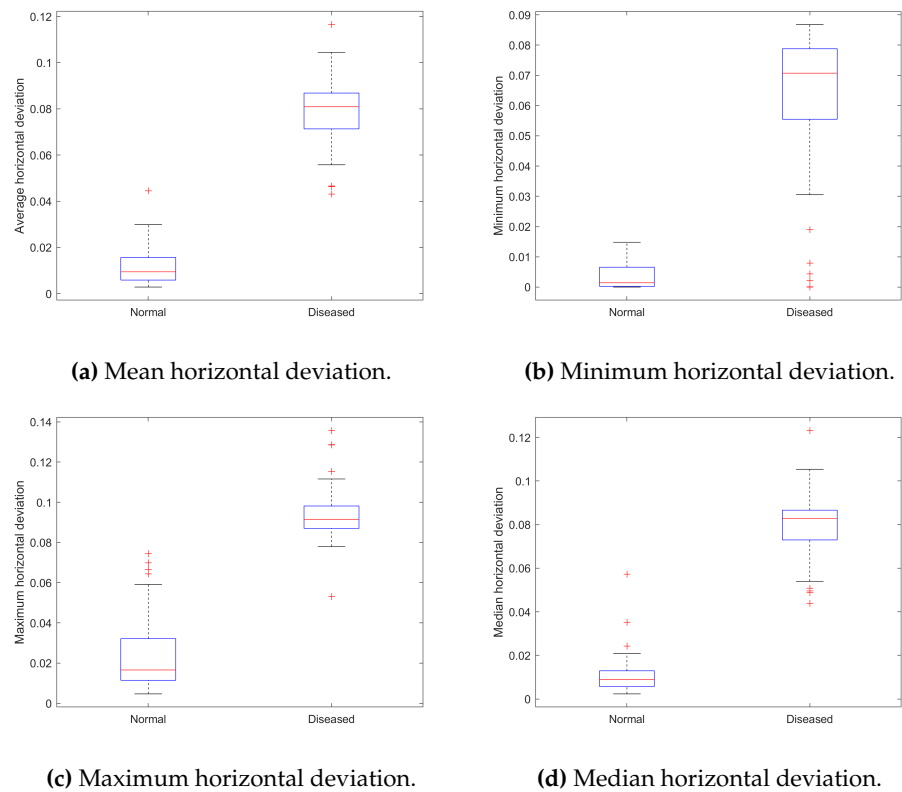 0.12
0.1
0.08
0.06
0.04
0.02
0
Average horizontal deviation
Normal Diseased
(a) Mean horizontal deviation.
0.09
0.08
0.07
0.06
0.05
0.04
0.03
0.02
0.01
0
Minimum horizontal deviation
Normal Diseased
(b) Minimum horizontal deviation.
0.14
0.12
0.1
0.08
0.06
0.04
0.02
0
Maximum horizontal deviation
Normal Diseased
(c) Maximum horizontal deviation.
0.12
0.1
0.08
0.06
0.04
0.02
0
Median horizontal deviation
Normal Diseased
(d) Median horizontal deviation.